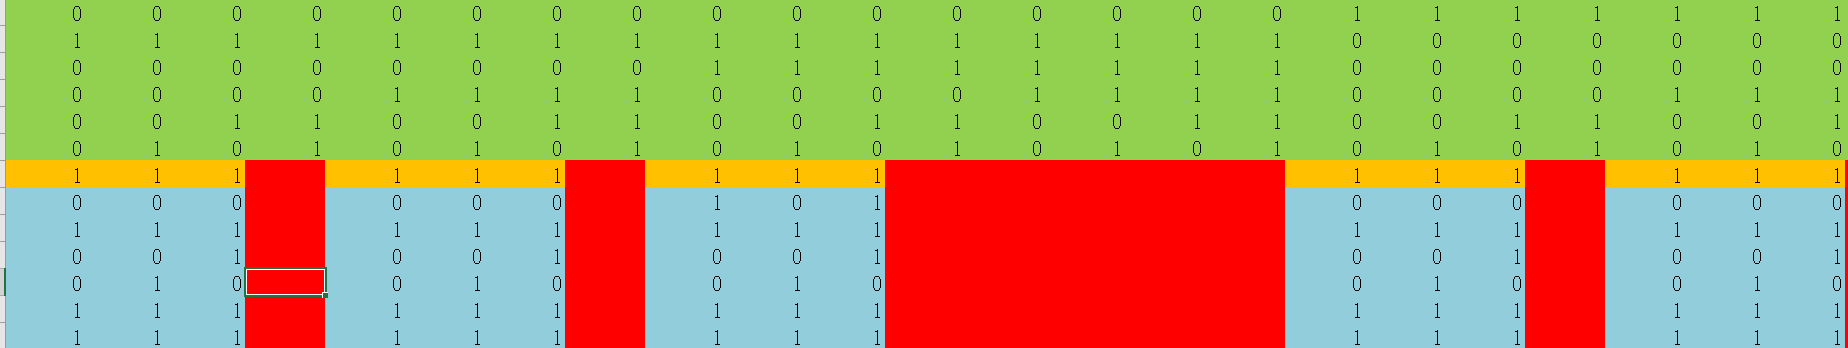 0 0 0 0 0 0 0 0 0 0 0 0 0 0 0 0 1 1 1 1 1 1 1
1 1 1 1 1 1 1 1 1 1 1 1 1 1 1 1 0 0 0 0 0 0 0
0 0 0 0 0 0 0 0 1 1 1 1 1 1 1 1 0 0 0 0 0 0 0
0 0 0 0 1 1 1 1 0 0 0 0 1 1 1 1 0 0 0 0 1 1 1
0 0 1 1 0 0 1 1 0 0 1 1 0 0 1 1 0 0 1 1 0 0 1
0 1 0 1 0 1 0 1 0 1 0 1 0 1 0 1 0 1 0 1 0 1 0
1 1 1 1 1 1 1 1 1 1 1 1 1 1 1
0 0 0 0 0 0 1 0 1 0 0 0 0 0 0
1 1 1 1 1 1 1 1 1 1 1 1 1 1 1
0 0 1 0 0 1 0 0 1 0 0 1 0 0 1
0 1 0 0 1 0 0 1 0 0 1 0 0 1 0
1 1 1 1 1 1 1 1 1 1 1 1 1 1 1
1 1 1 1 1 1 1 1 1 1 1 1 1 1 1